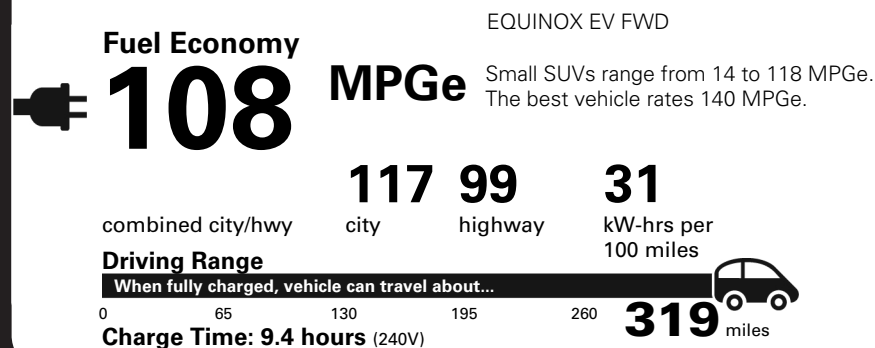 EQUINOX EV FWD
Fuel Economy
108 MPGe
Small SUVs range from 14 to 118 MPGe.
The best vehicle rates 140 MPGe.
117 99 31
combined city/hwy city highway kW-hrs per
100 miles
Driving Range
When fully charged, vehicle can travel about...
0 65 130 195 260 319 miles
Charge Time: 9.4 hours (240V)